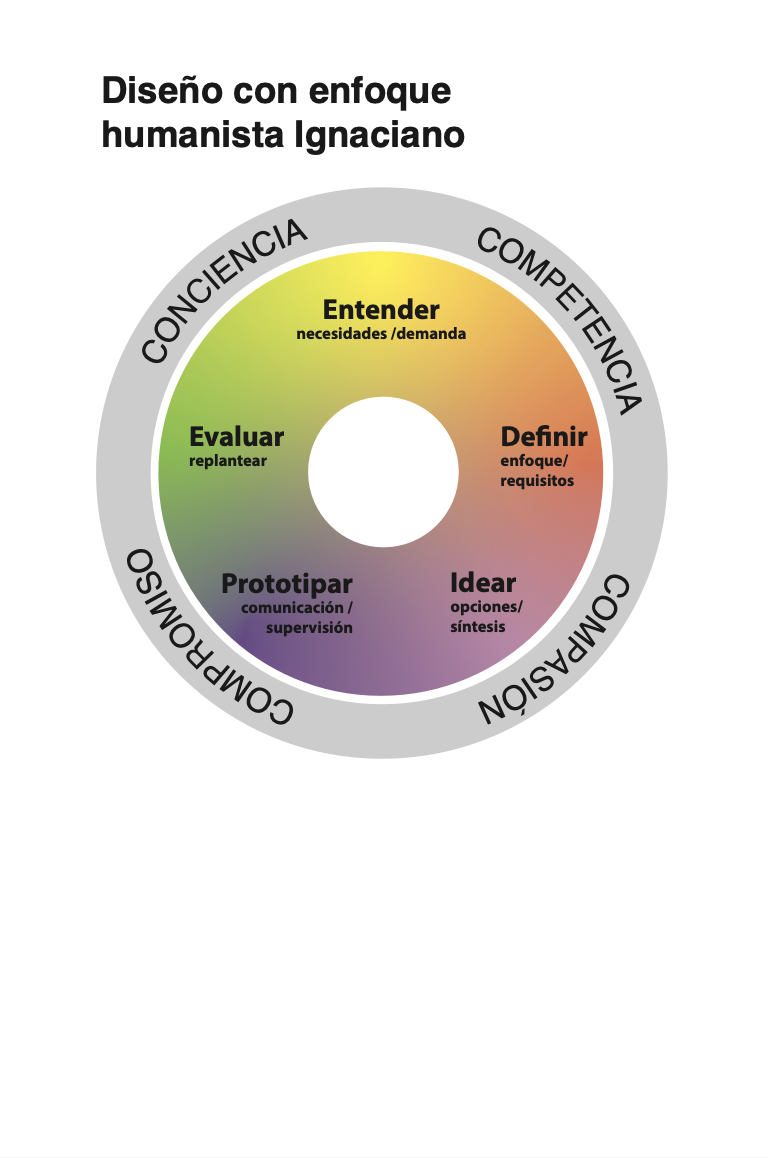 Diseño con enfoque
humanista Ignaciano
CONCIENCIA
COMPETENCIA
Entender
necesidades /demanda
Evaluar
replantear
Definir
enfoque/
requisitos
Prototipar
comunicación /
supervisión
Idear
opciones/
síntesis
COMPROMISO
COMPASIÓN